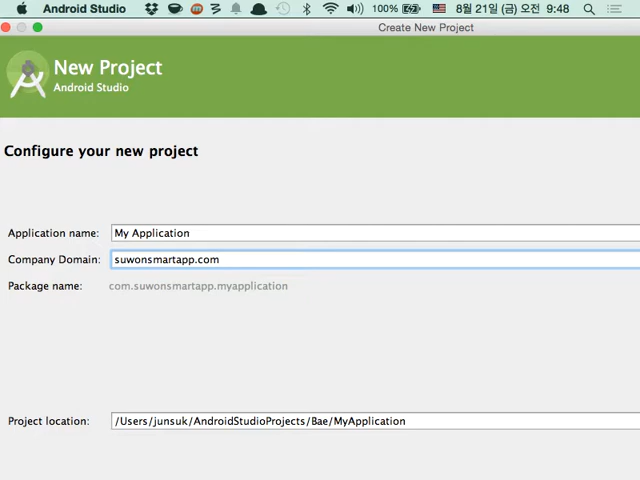 Android Studio 100% 8월 21일 (금) 오전 9:48
Create New Project
New Project
Android Studio
Configure your new project
Application name: My Application
Company Domain: suwonsmartapp.com
Package name: com.suwonsmartapp.myapplication
Project location: /Users/junsuk/AndroidStudioProjects/Bae/MyApplication